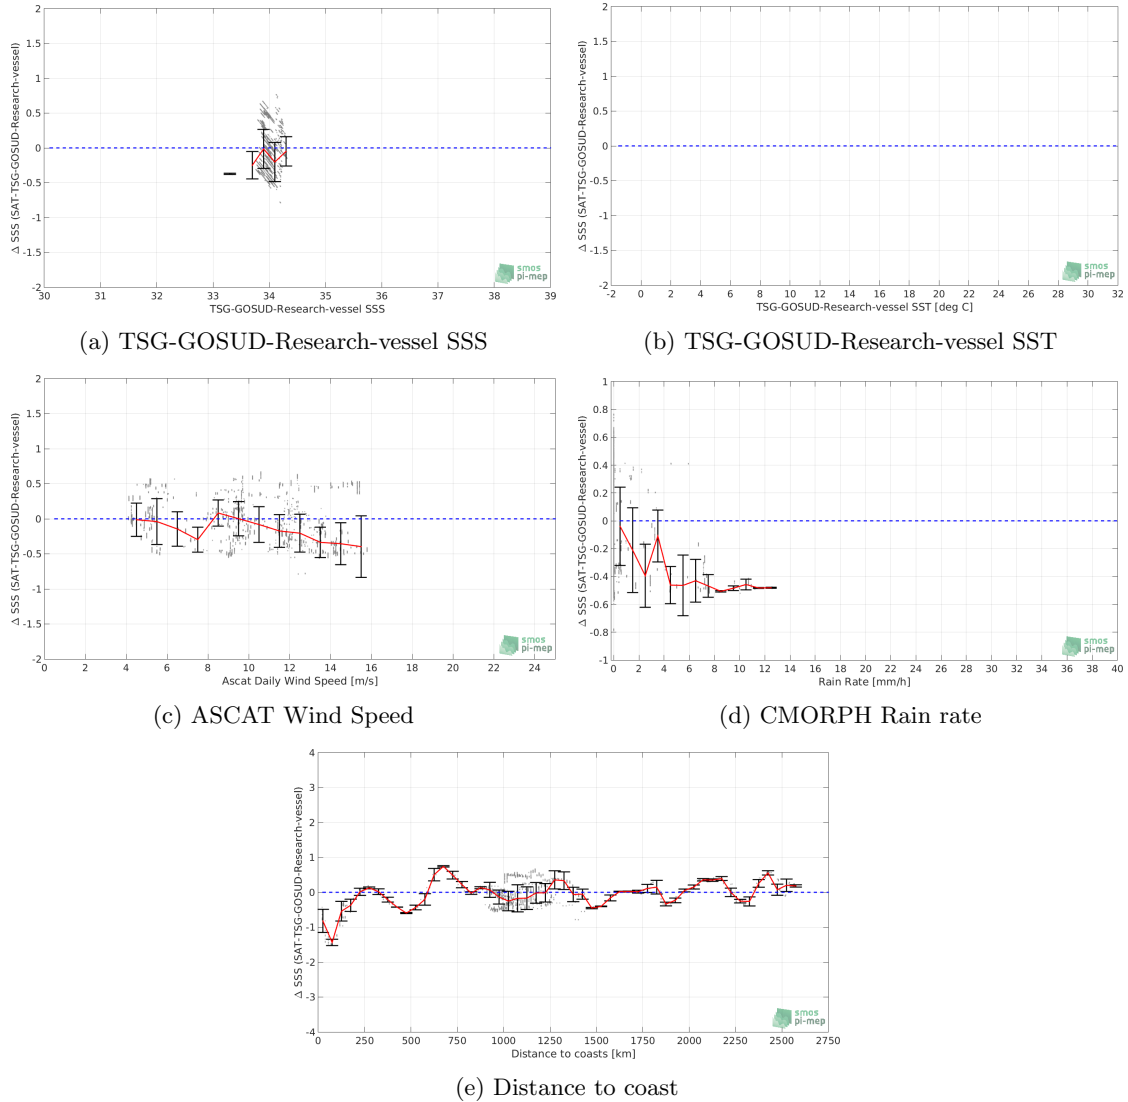 Δ SSS (SAT-TSG-GOSUD-Research-vessel)
2
1.5
1
0.5
0
-0.5
-1
-1.5
-2
30 31 32 33 34 35 36 37 38 39
TSG-GOSUD-Research-vessel SSS
smos
pi-mep
(a) TSG-GOSUD-Research-vessel SSS
Δ SSS (SAT-TSG-GOSUD-Research-vessel)
2
1.5
1
0.5
0
-0.5
-1
-1.5
-2
-2 0 2 4 6 8 10 12 14 16 18 20 22 24 26 28 30 32
TSG-GOSUD-Research-vessel SST [deg C]
smos
pi-mep
(b) TSG-GOSUD-Research-vessel SST
Δ SSS (SAT-TSG-GOSUD-Research-vessel)
2
1.5
1
0.5
0
-0.5
-1
-1.5
-2
0 2 4 6 8 10 12 14 16 18 20 22 24
Ascat Daily Wind Speed [m/s]
smos
pi-mep
(c) ASCAT Wind Speed
Δ SSS (SAT-TSG-GOSUD-Research-vessel)
1
0.8
0.6
0.4
0.2
0
-0.2
-0.4
-0.6
-0.8
-1
0 2 4 6 8 10 12 14 16 18 20 22 24 26 28 30 32 34 36 38 40
Rain Rate [mm/h]
smos
pi-mep
(d) CMORPH Rain rate
Δ SSS (SAT-TSG-GOSUD-Research-vessel)
4
3
2
1
0
-1
-2
-3
-4
0 250 500 750 1000 1250 1500 1750 2000 2250 2500 2750
Distance to coasts [km]
smos
pi-mep
(e) Distance to coast